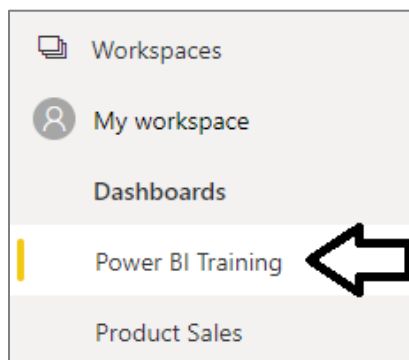 Workspaces
My workspace
Dashboards
Power BI Training
Product Sales